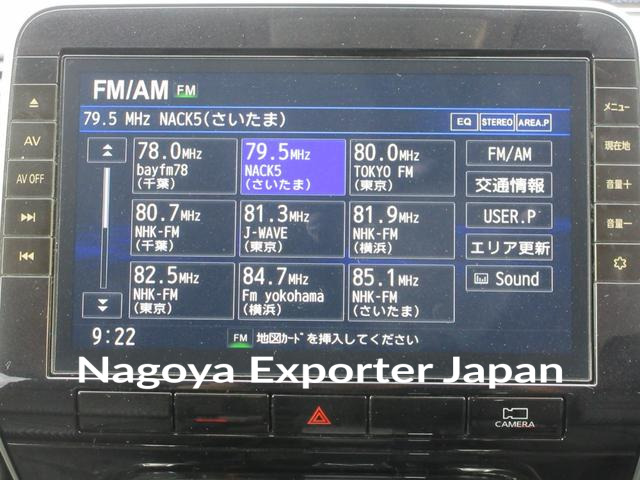 FM/AM FM
79.5 MHz NACK5(さいたま) EQ STEREO AREA.P
78.0MHz
bayfm78
(千葉)
79.5MHz
NACK5
(さいたま)
80.0MHz
TOKYO FM
(東京)
80.7MHz
NHK-FM
(千葉)
81.3MHz
J-WAVE
(東京)
81.9MHz
NHK-FM
(横浜)
82.5MHz
NHK-FM
(東京)
84.7MHz
Fm yokohama
(横浜)
85.1MHz
NHK-FM
(さいたま)
FM/AM
交通情報
USER.P
エリア更新
Sound
9:22
FM 地図ｶｰﾄﾞを挿入してください
AV
AV OFF
メニュー
現在地
音量＋
音量－
Nagoya Exporter Japan
CAMERA